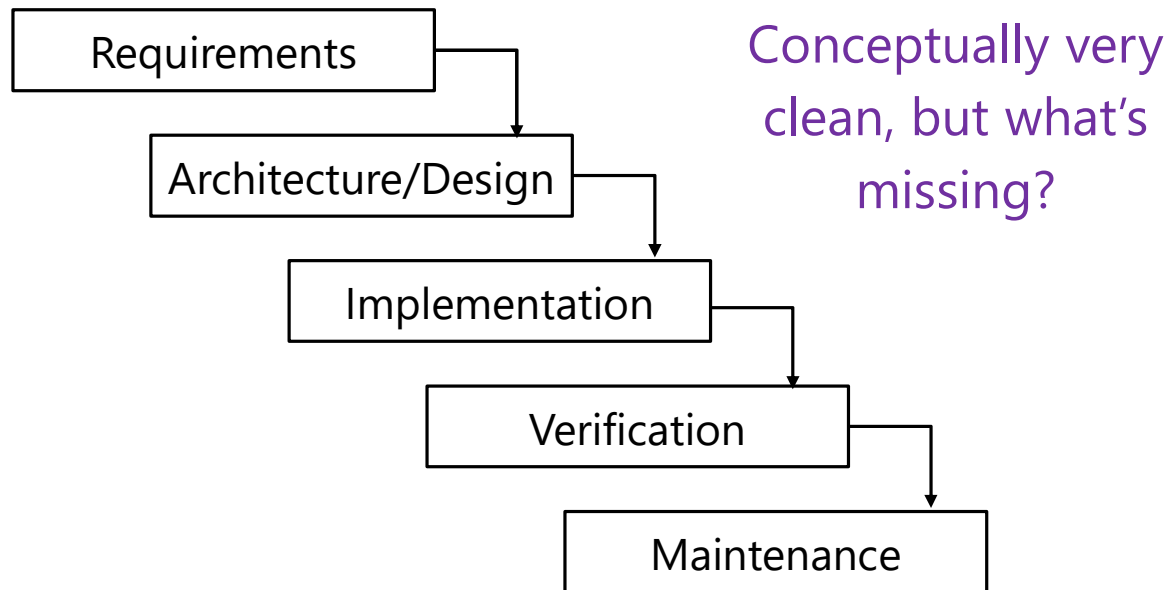 Requirements
Conceptually very
clean, but what’s
missing?
Architecture/Design
Implementation
Verification
Maintenance